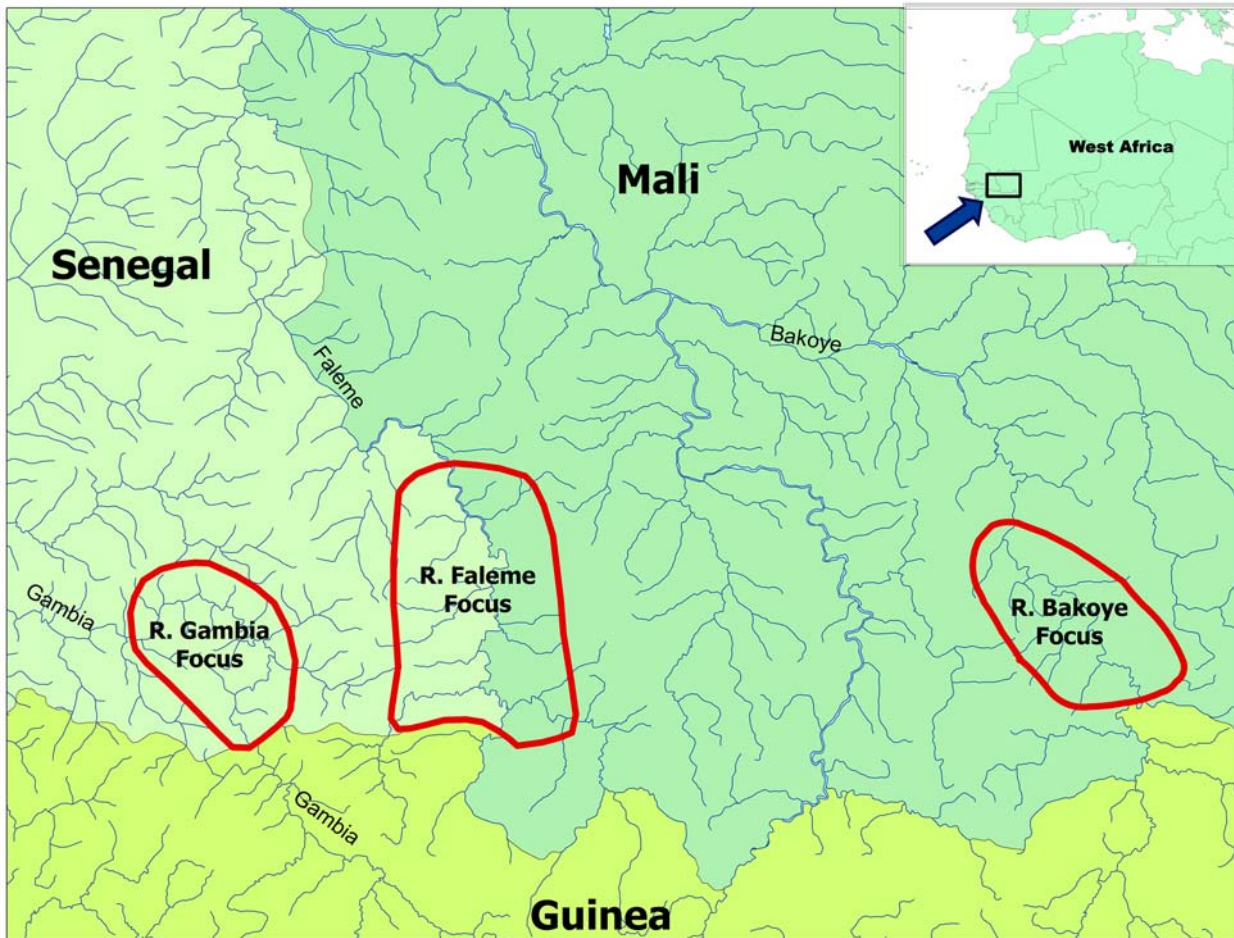 West Africa
Mali
Senegal
Bakoye
Faleme
R. Faleme
Focus
Gambia
R. Gambia
Focus
R. Bakoye
Focus
Gambia
Guinea